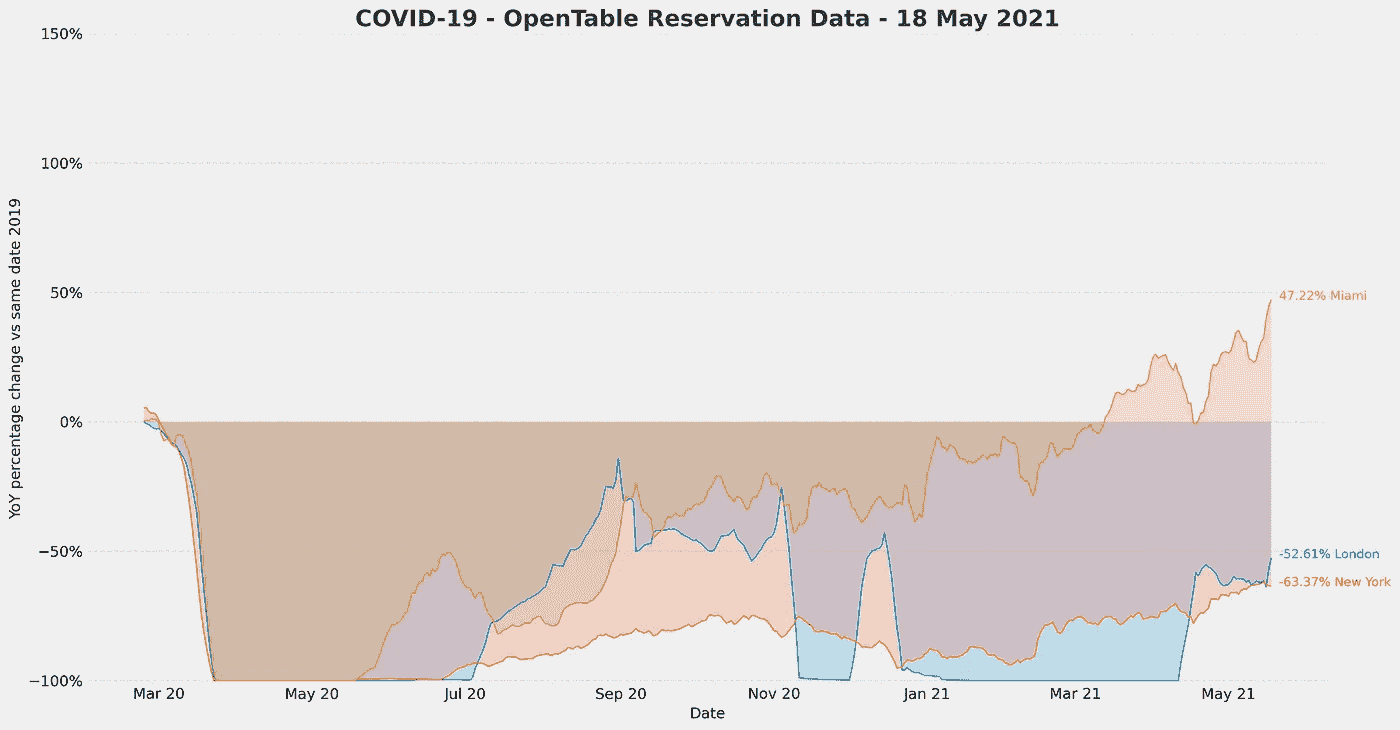 COVID-19 - OpenTable Reservation Data - 18 May 2021
YoY percentage change vs same date 2019
150%
100%
50%
0%
−50%
−100%
47.22% Miami
-52.61% London
-63.37% New York
Mar 20 May 20 Jul 20 Sep 20 Nov 20 Jan 21 Mar 21 May 21
Date